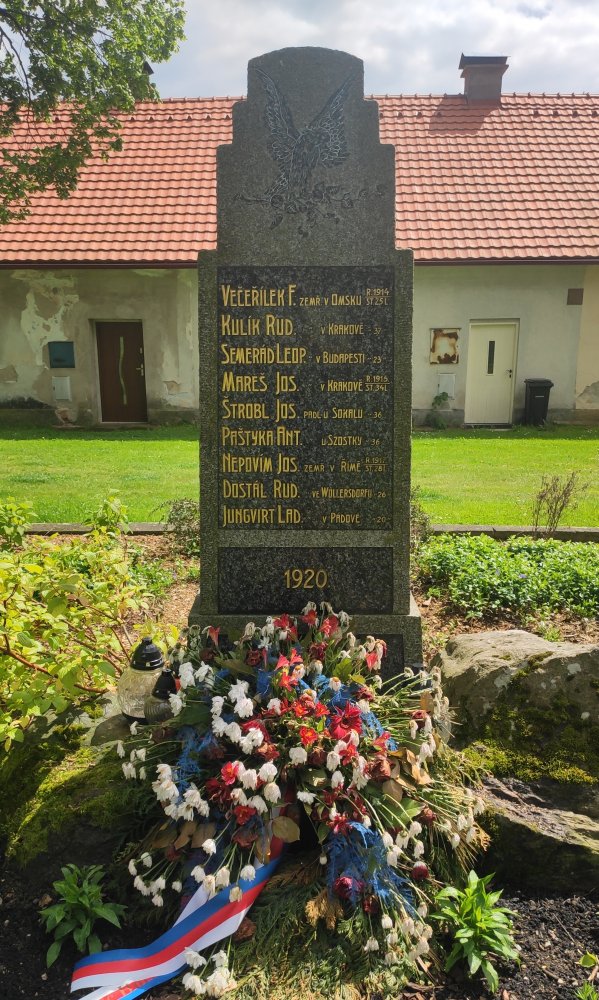 VEČEŘÍLEK F. ZEMŘ. V OMSKU R. 1914 ST. 25 L.
KULIK RUD. " V KRAKOVĚ - 37
SEMERÁD LEOP. " V BUDAPEŠTI - 23
MAREŠ JOS. " V KRAKOVĚ R. 1915 ST. 34 L.
ŠTROBL JOS. PADL U SOKALU - 36
PAŠTYKA ANT. " U SZOSTKY - 36
NEPOVÍM JOS. ZEMŘ. V ŘÍMĚ R. 1917 ST. 28 L.
DOSTÁL RUD. VE WÖLLERSDORFU - 26
JUNGVIRT LAD. " V PADOVĚ - 20
1920